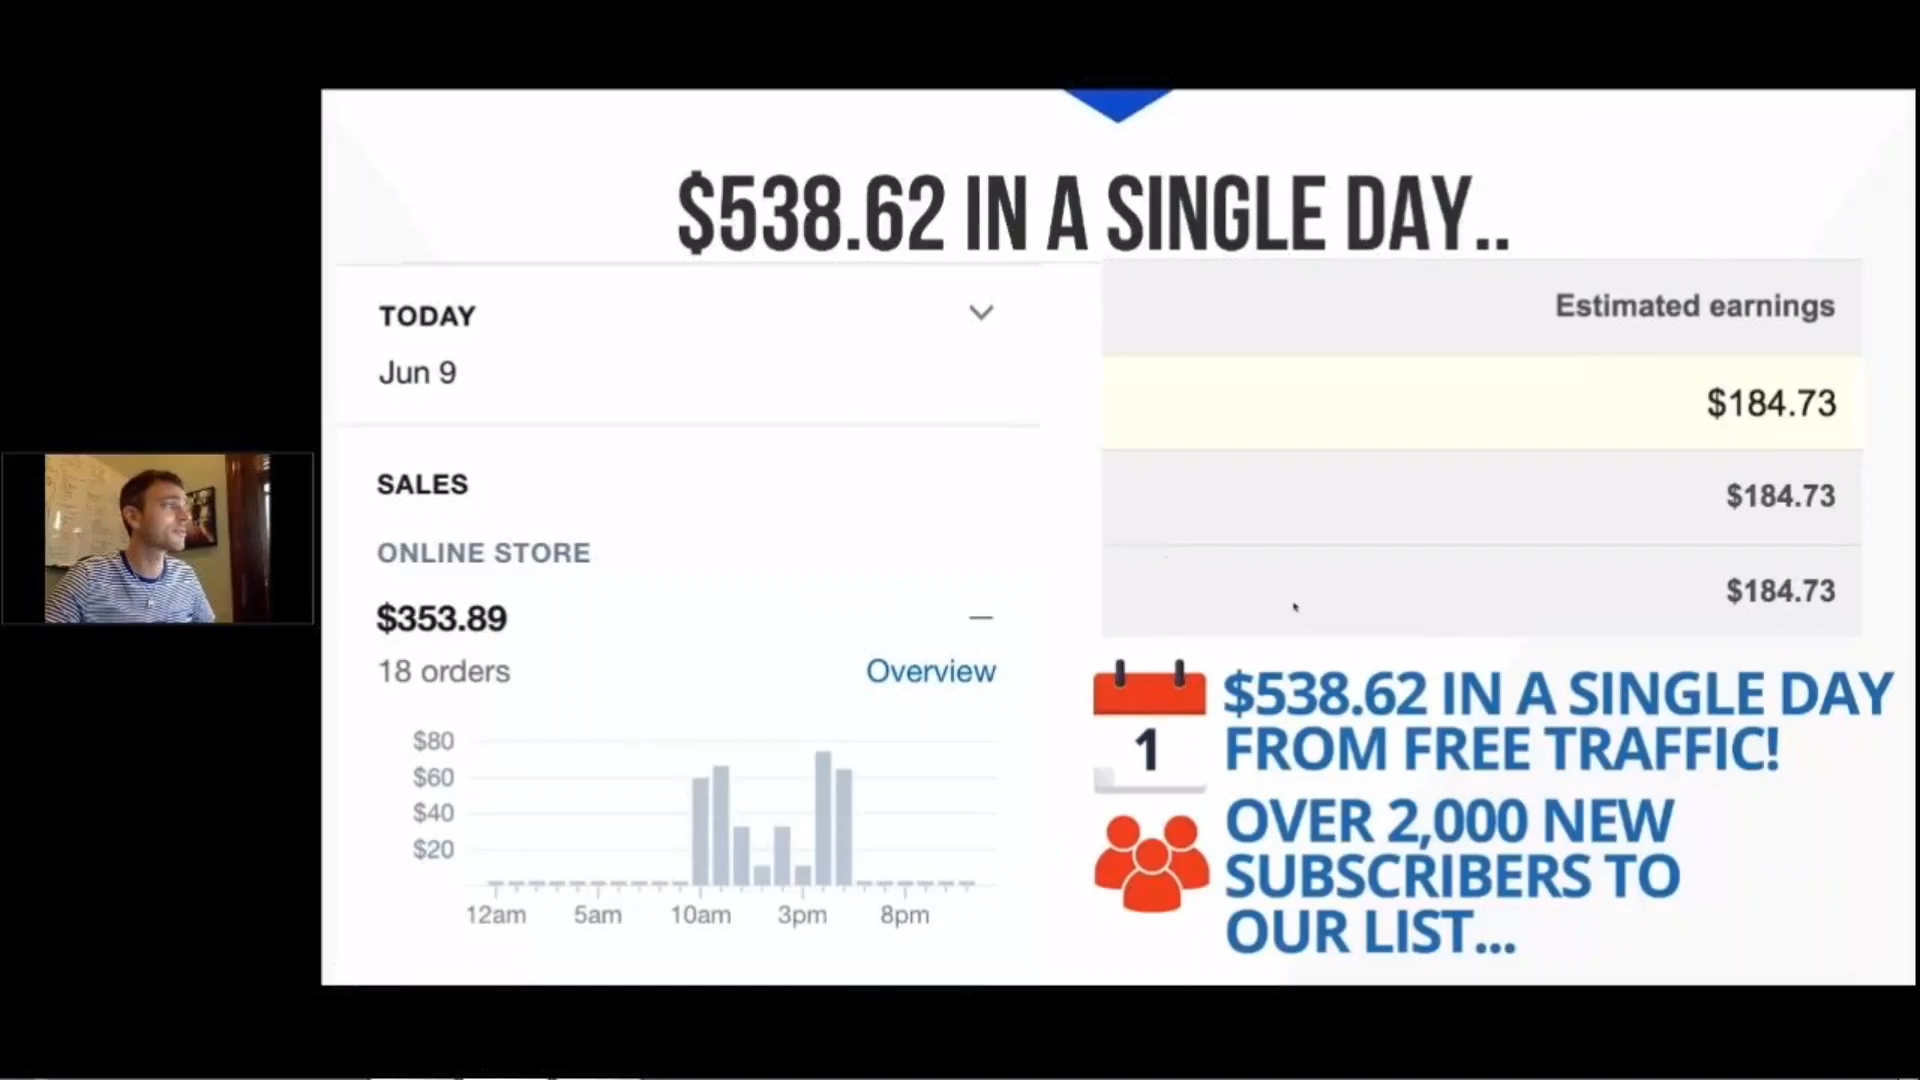 $538.62 IN A SINGLE DAY..
TODAY
Jun 9
SALES
ONLINE STORE
$353.89
—
18 orders
Overview
$80
$60
$40
$20
12am 5am 10am 3pm 8pm
Estimated earnings
$184.73
$184.73
$184.73
1
$538.62 IN A SINGLE DAY
FROM FREE TRAFFIC!
OVER 2,000 NEW
SUBSCRIBERS TO
OUR LIST...